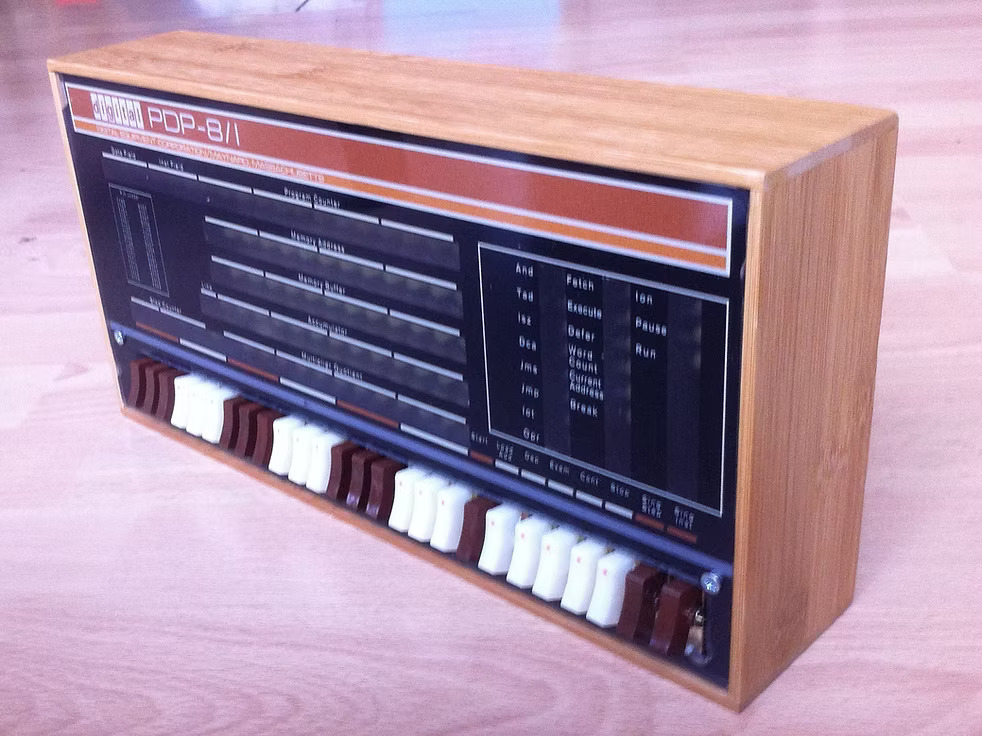 digital PDP-8/I
DIGITAL EQUIPMENT CORPORATION/MAYNARD, MASSACHUSETTS
Data Field Inst Field
Program Counter
Memory Address
Memory Buffer
Link
Accumulator
Step Counter
Multiplier Quotient
And
Tad
Isz
Dca
Jms
Jmp
Iot
Opr
Fetch
Execute
Defer
Word
Count
Current
Address
Break
Ion
Pause
Run
Start
Load
Add
Dep
Exam
Cont
Stop
Sing
Step
Sing
Inst